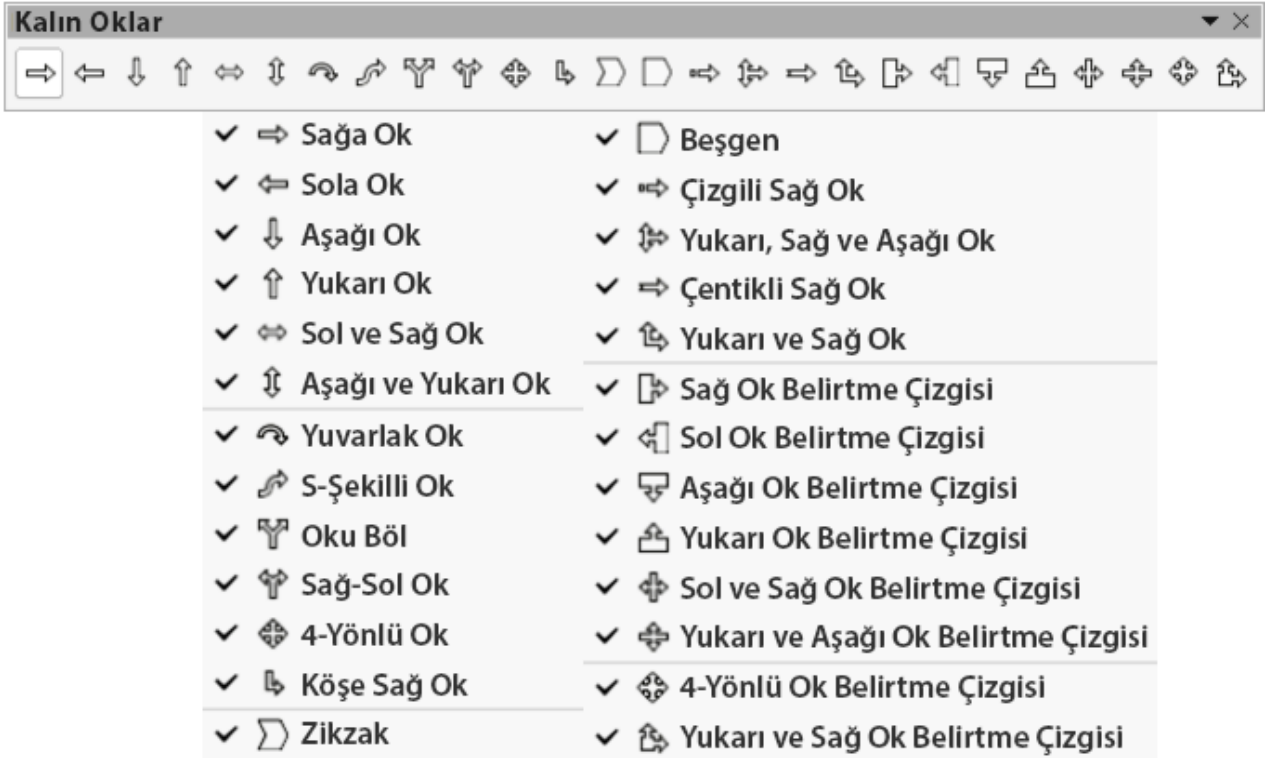 Kalın Oklar
Sağa Ok
Sola Ok
Aşağı Ok
Yukarı Ok
Sol ve Sağ Ok
Aşağı ve Yukarı Ok
Yuvarlak Ok
S-Şekilli Ok
Oku Böl
Sağ-Sol Ok
4-Yönlü Ok
Köşe Sağ Ok
Zikzak
Beşgen
Çizgili Sağ Ok
Yukarı, Sağ ve Aşağı Ok
Çentikli Sağ Ok
Yukarı ve Sağ Ok
Sağ Ok Belirtme Çizgisi
Sol Ok Belirtme Çizgisi
Aşağı Ok Belirtme Çizgisi
Yukarı Ok Belirtme Çizgisi
Sol ve Sağ Ok Belirtme Çizgisi
Yukarı ve Aşağı Ok Belirtme Çizgisi
4-Yönlü Ok Belirtme Çizgisi
Yukarı ve Sağ Ok Belirtme Çizgisi